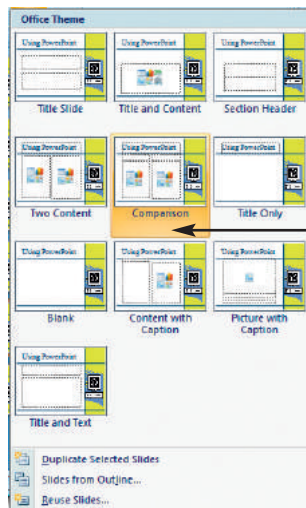 Office Theme
Using PowerPoint Using PowerPoint Using PowerPoint
Title Slide Title and Content Section Header
Using PowerPoint Using PowerPoint Using PowerPoint
Two Content Comparison Title Only
Using PowerPoint Using PowerPoint Using PowerPoint
Blank Content with Caption Picture with Caption
Using PowerPoint
Title and Text
Duplicate Selected Slides
Slides from Outline...
Reuse Slides...